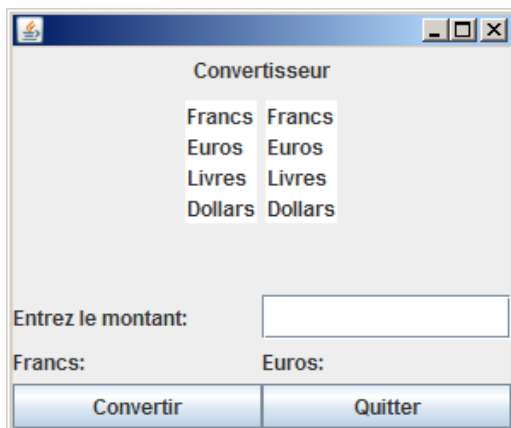 Convertisseur
Francs Francs
Euros Euros
Livres Livres
Dollars Dollars
Entrez le montant:
Francs: Euros:
Convertir Quitter